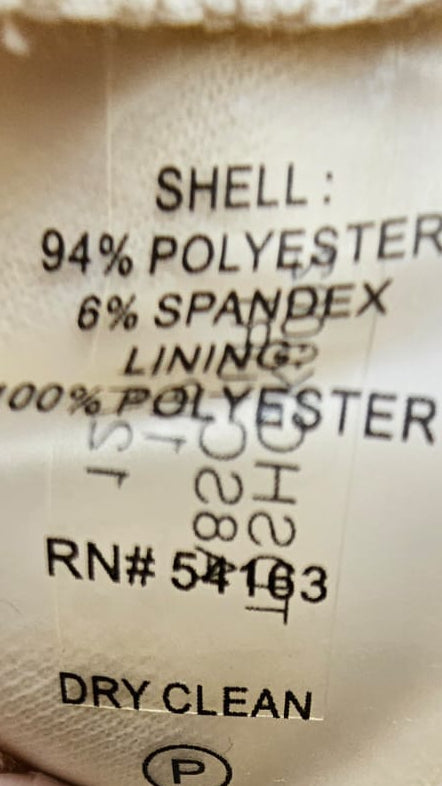 SHELL :
94% POLYESTER
6% SPANDEX
LINING:
100% POLYESTER
RN# 54163
DRY CLEAN
P